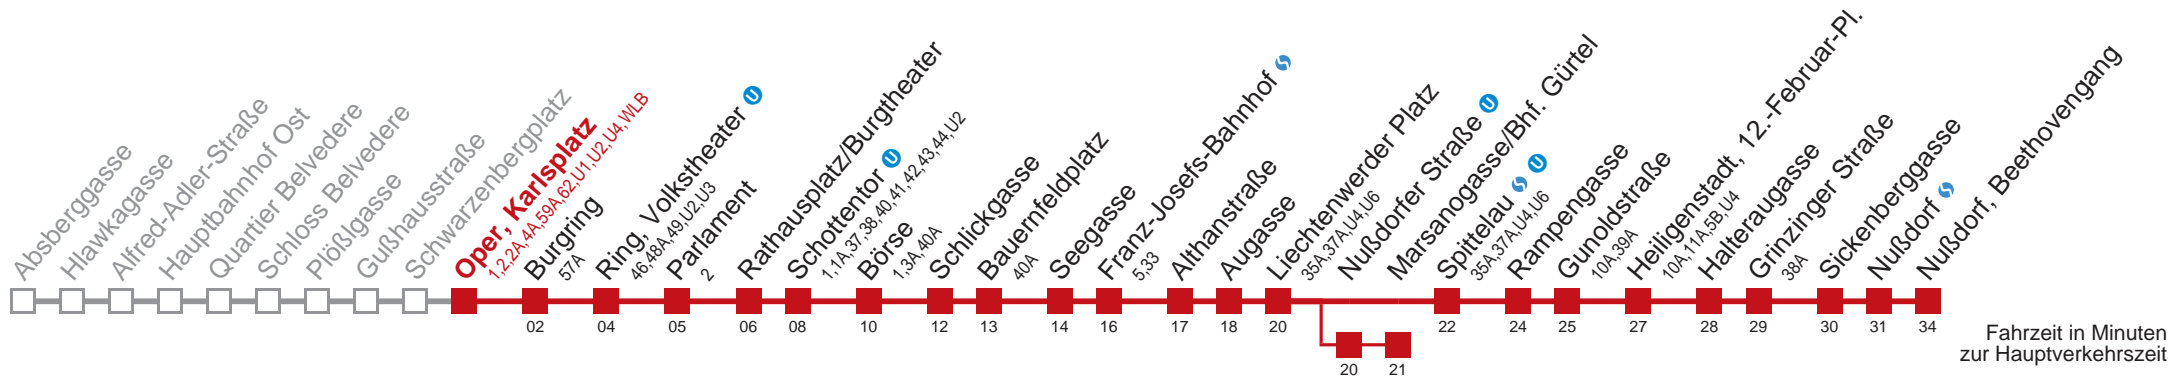 Absberggasse
Hlawkagasse
Alfred-Adler-Straße
Hauptbahnhof Ost
Quartier Belvedere
Schloss Belvedere
Plößlgasse
Gußhausstraße
Schwarzenbergplatz
Oper, Karlsplatz
1,2,2A,4A,59A,62,U1,U2,U4,WLB
Burgring
57A
Ring, Volkstheater U
46,48A,49,U2,U3
Parlament
2
Rathausplatz/Burgtheater
Schottentor U
1,1A,37,38,40,41,42,43,44,U2
Börse
1,3A,40A
Schlickgasse
Bauernfeldplatz
40A
Seegasse
Franz-Josefs-Bahnhof S
5,33
Althanstraße
Augasse
Liechtenwerder Platz
35A,37A,U4,U6
Nußdorfer Straße U
Marsanogasse/Bhf. Gürtel
Spittelau S U
35A,37A,U4,U6
Rampengasse
Gunoldstraße
10A,39A
Heiligenstadt, 12.-Februar-Pl.
10A,11A,5B,U4
Halteraugasse
Grinzinger Straße
38A
Sickenberggasse
Nußdorf S
Nußdorf, Beethovengang
02 04 05 06 08 10 12 13 14 16 17 18 20 22 24 25 27 28 29 30 31 34
20 21
Fahrzeit in Minuten
zur Hauptverkehrszeit